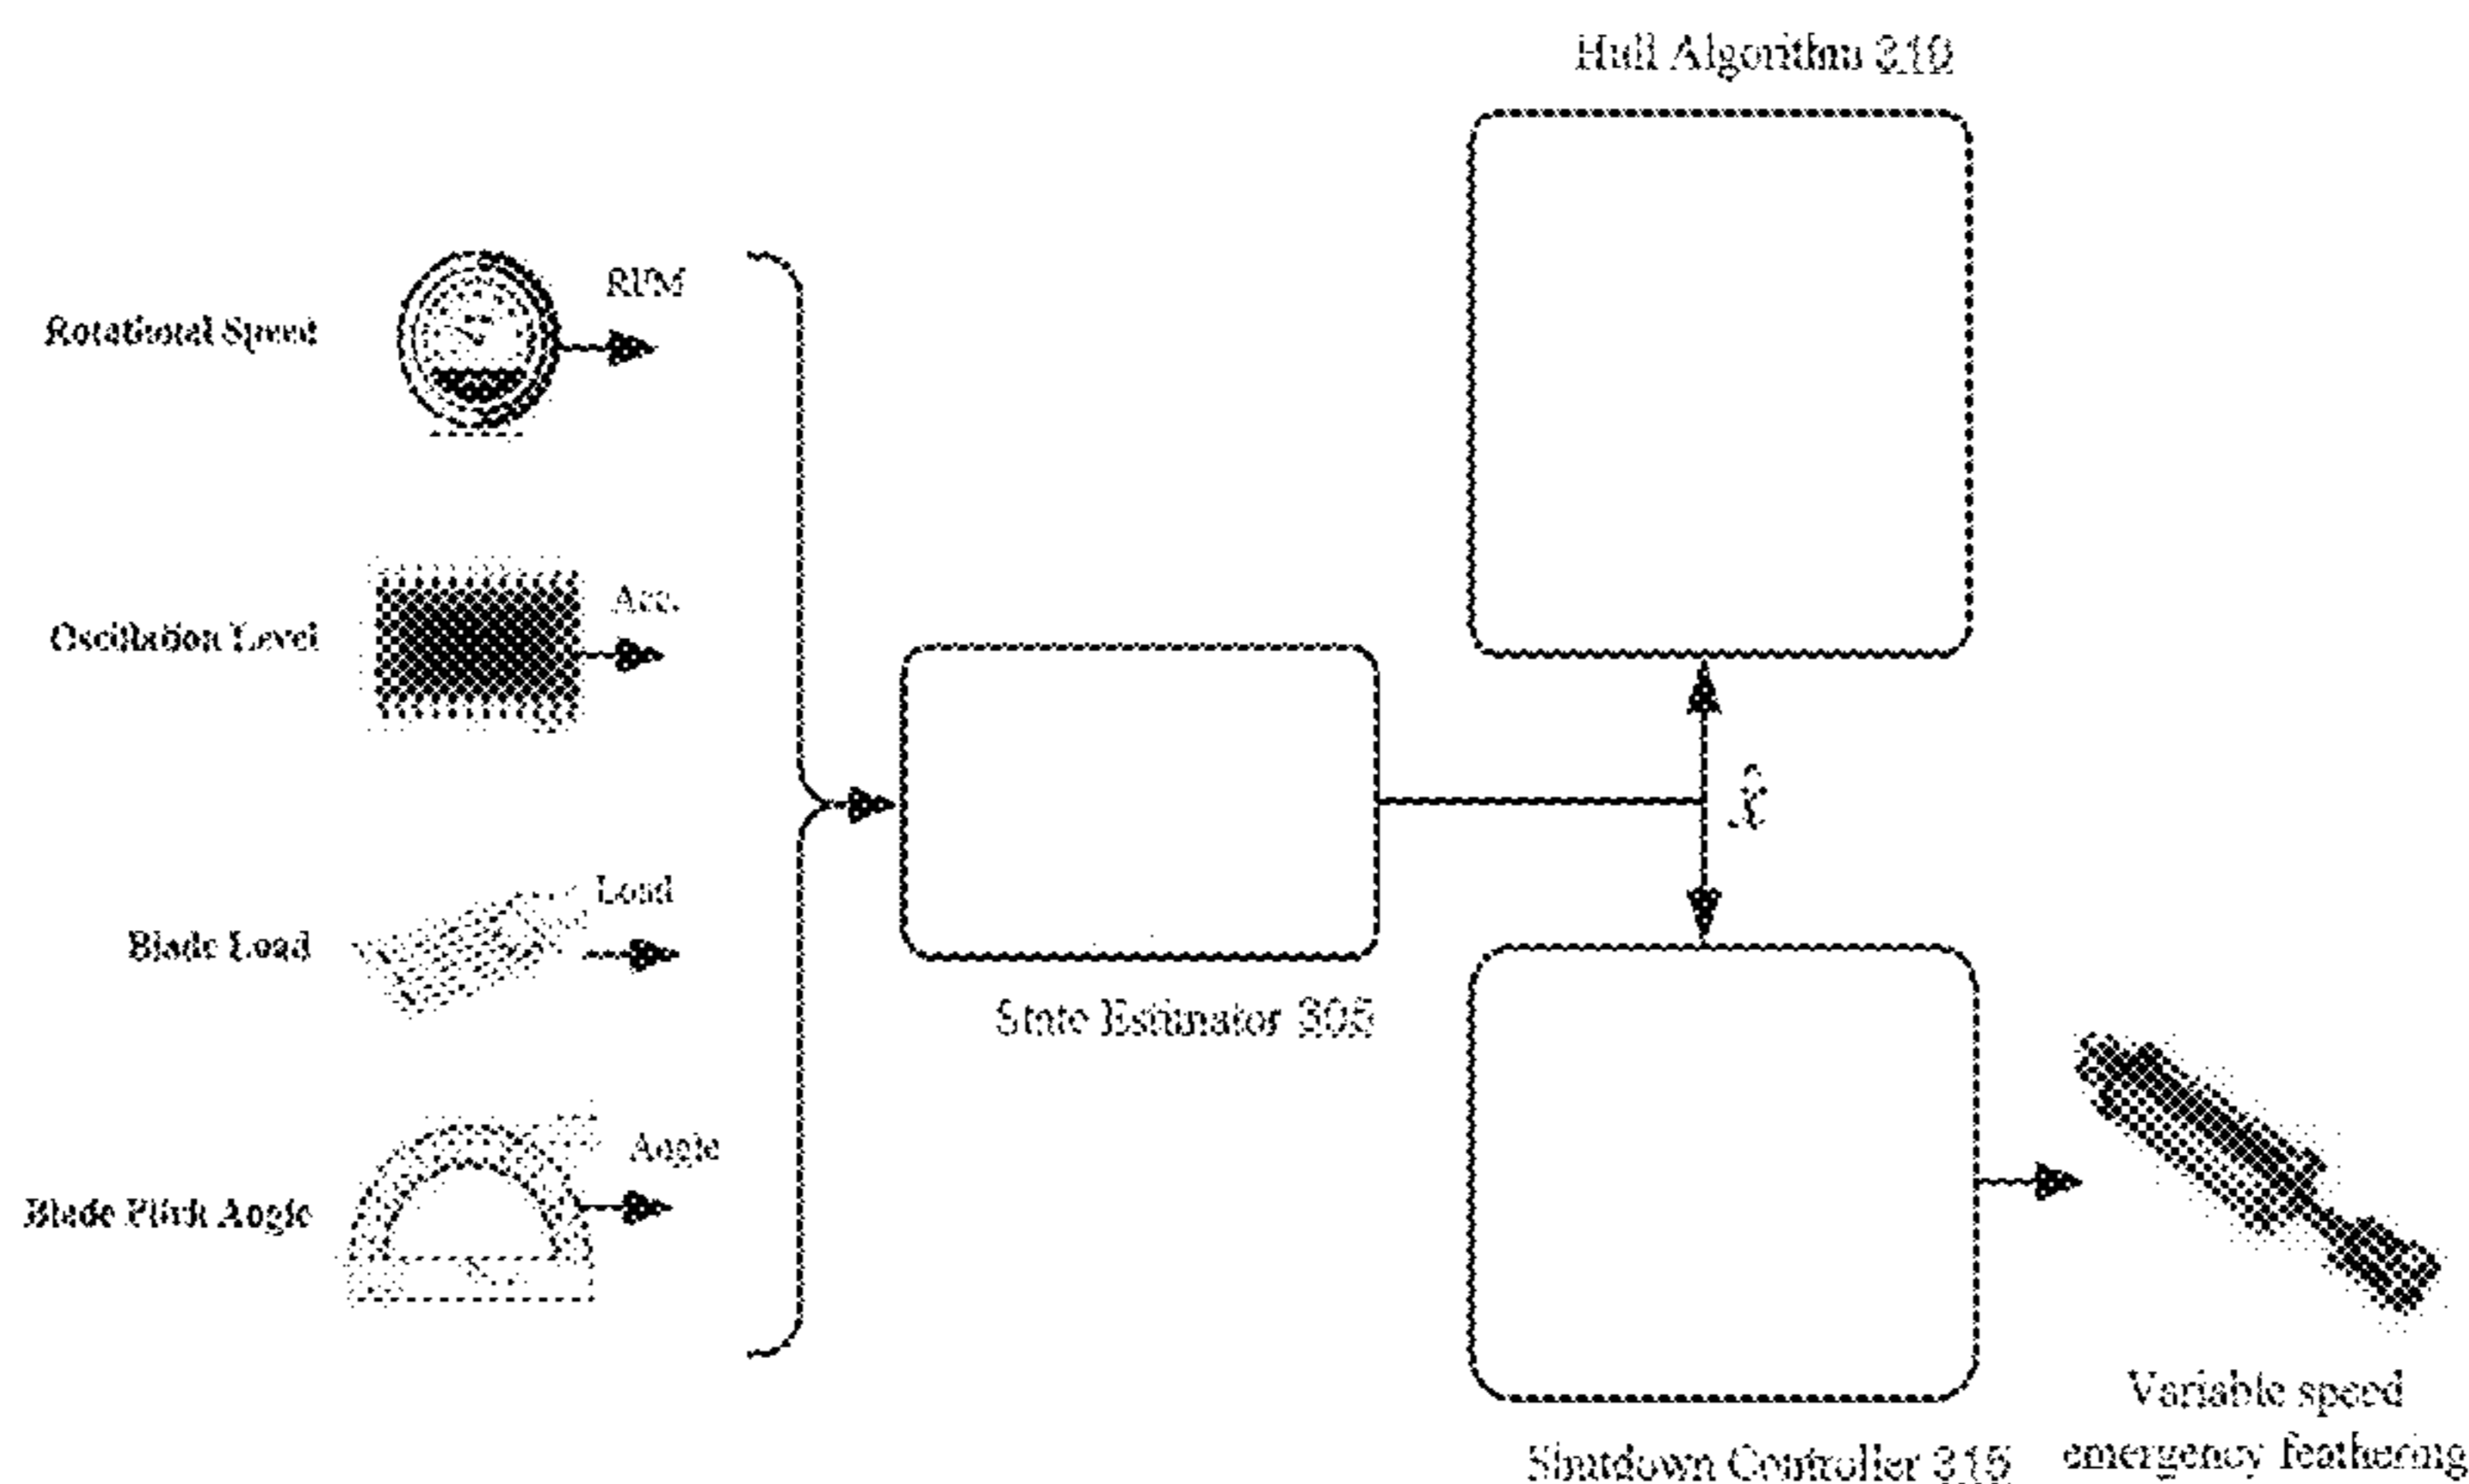 Hull Algorithm 310
Rotational Speed
RPM
Oscillation Level
Acc.
Blade Load
Load
Blade Pitch Angle
Angle
State Estimator 305
x̂
Shutdown Controller 315
Variable speed
emergency feathering